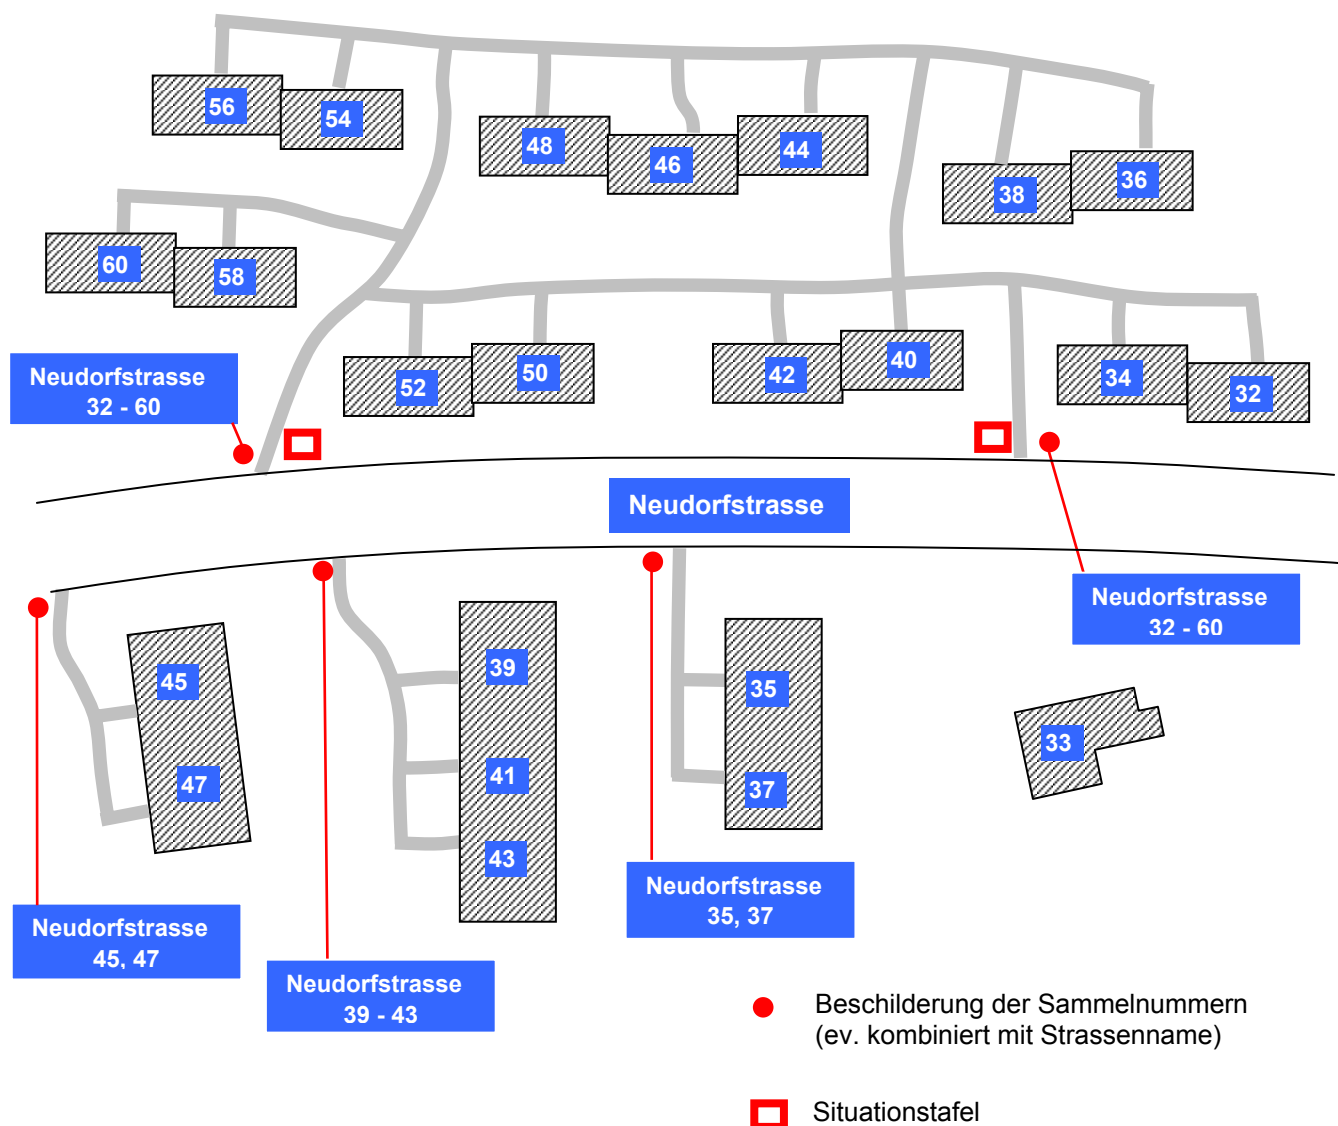 56
54
48
46
44
38
36
60
58
52
50
42
40
34
32
Neudorfstrasse
32 - 60
Neudorfstrasse
Neudorfstrasse
32 - 60
45
47
39
41
43
35
37
33
Neudorfstrasse
45, 47
Neudorfstrasse
39 - 43
Neudorfstrasse
35, 37
Beschilderung der Sammelnummern
(ev. kombiniert mit Strassenname)
Situationstafel